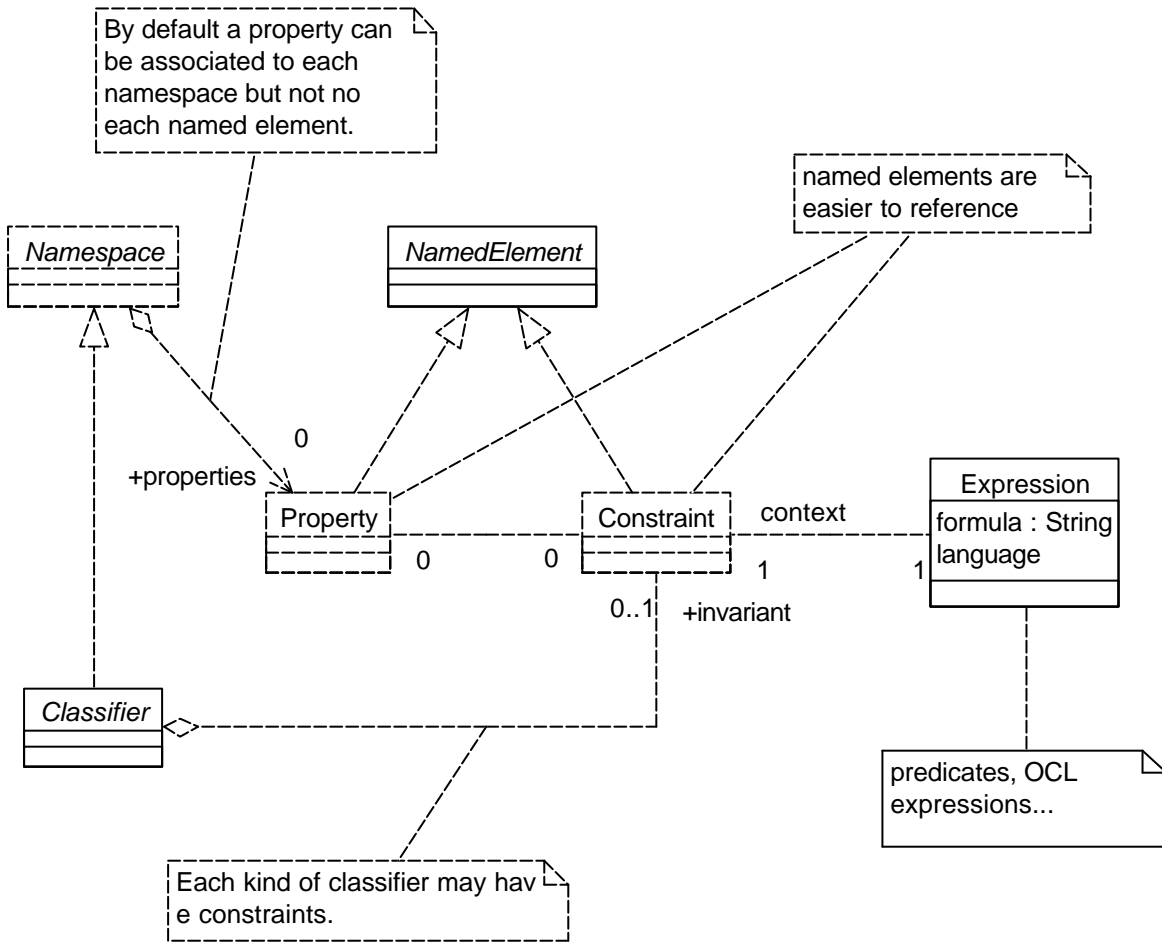 By default a property can
be associated to each
namespace but not no
each named element.
named elements are
easier to reference
Namespace
NamedElement
0
+properties
Property
Constraint
context
Expression
formula : String
language
0
0
1
1
0..1
+invariant
Classifier
predicates, OCL
expressions...
Each kind of classifier may hav
e constraints.